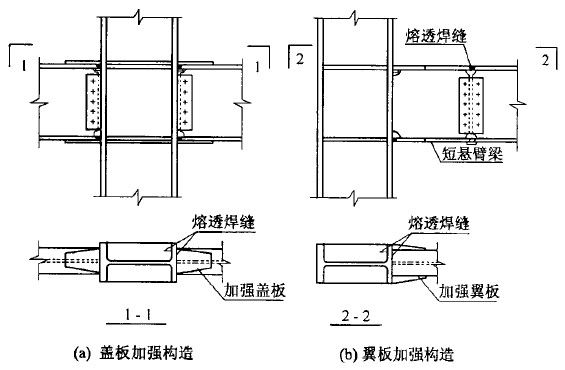 1
1
熔透焊缝
加强盖板
1 - 1
(a) 盖板加强构造
2
2
熔透焊缝
短悬臂梁
熔透焊缝
加强翼板
2 - 2
(b) 翼板加强构造